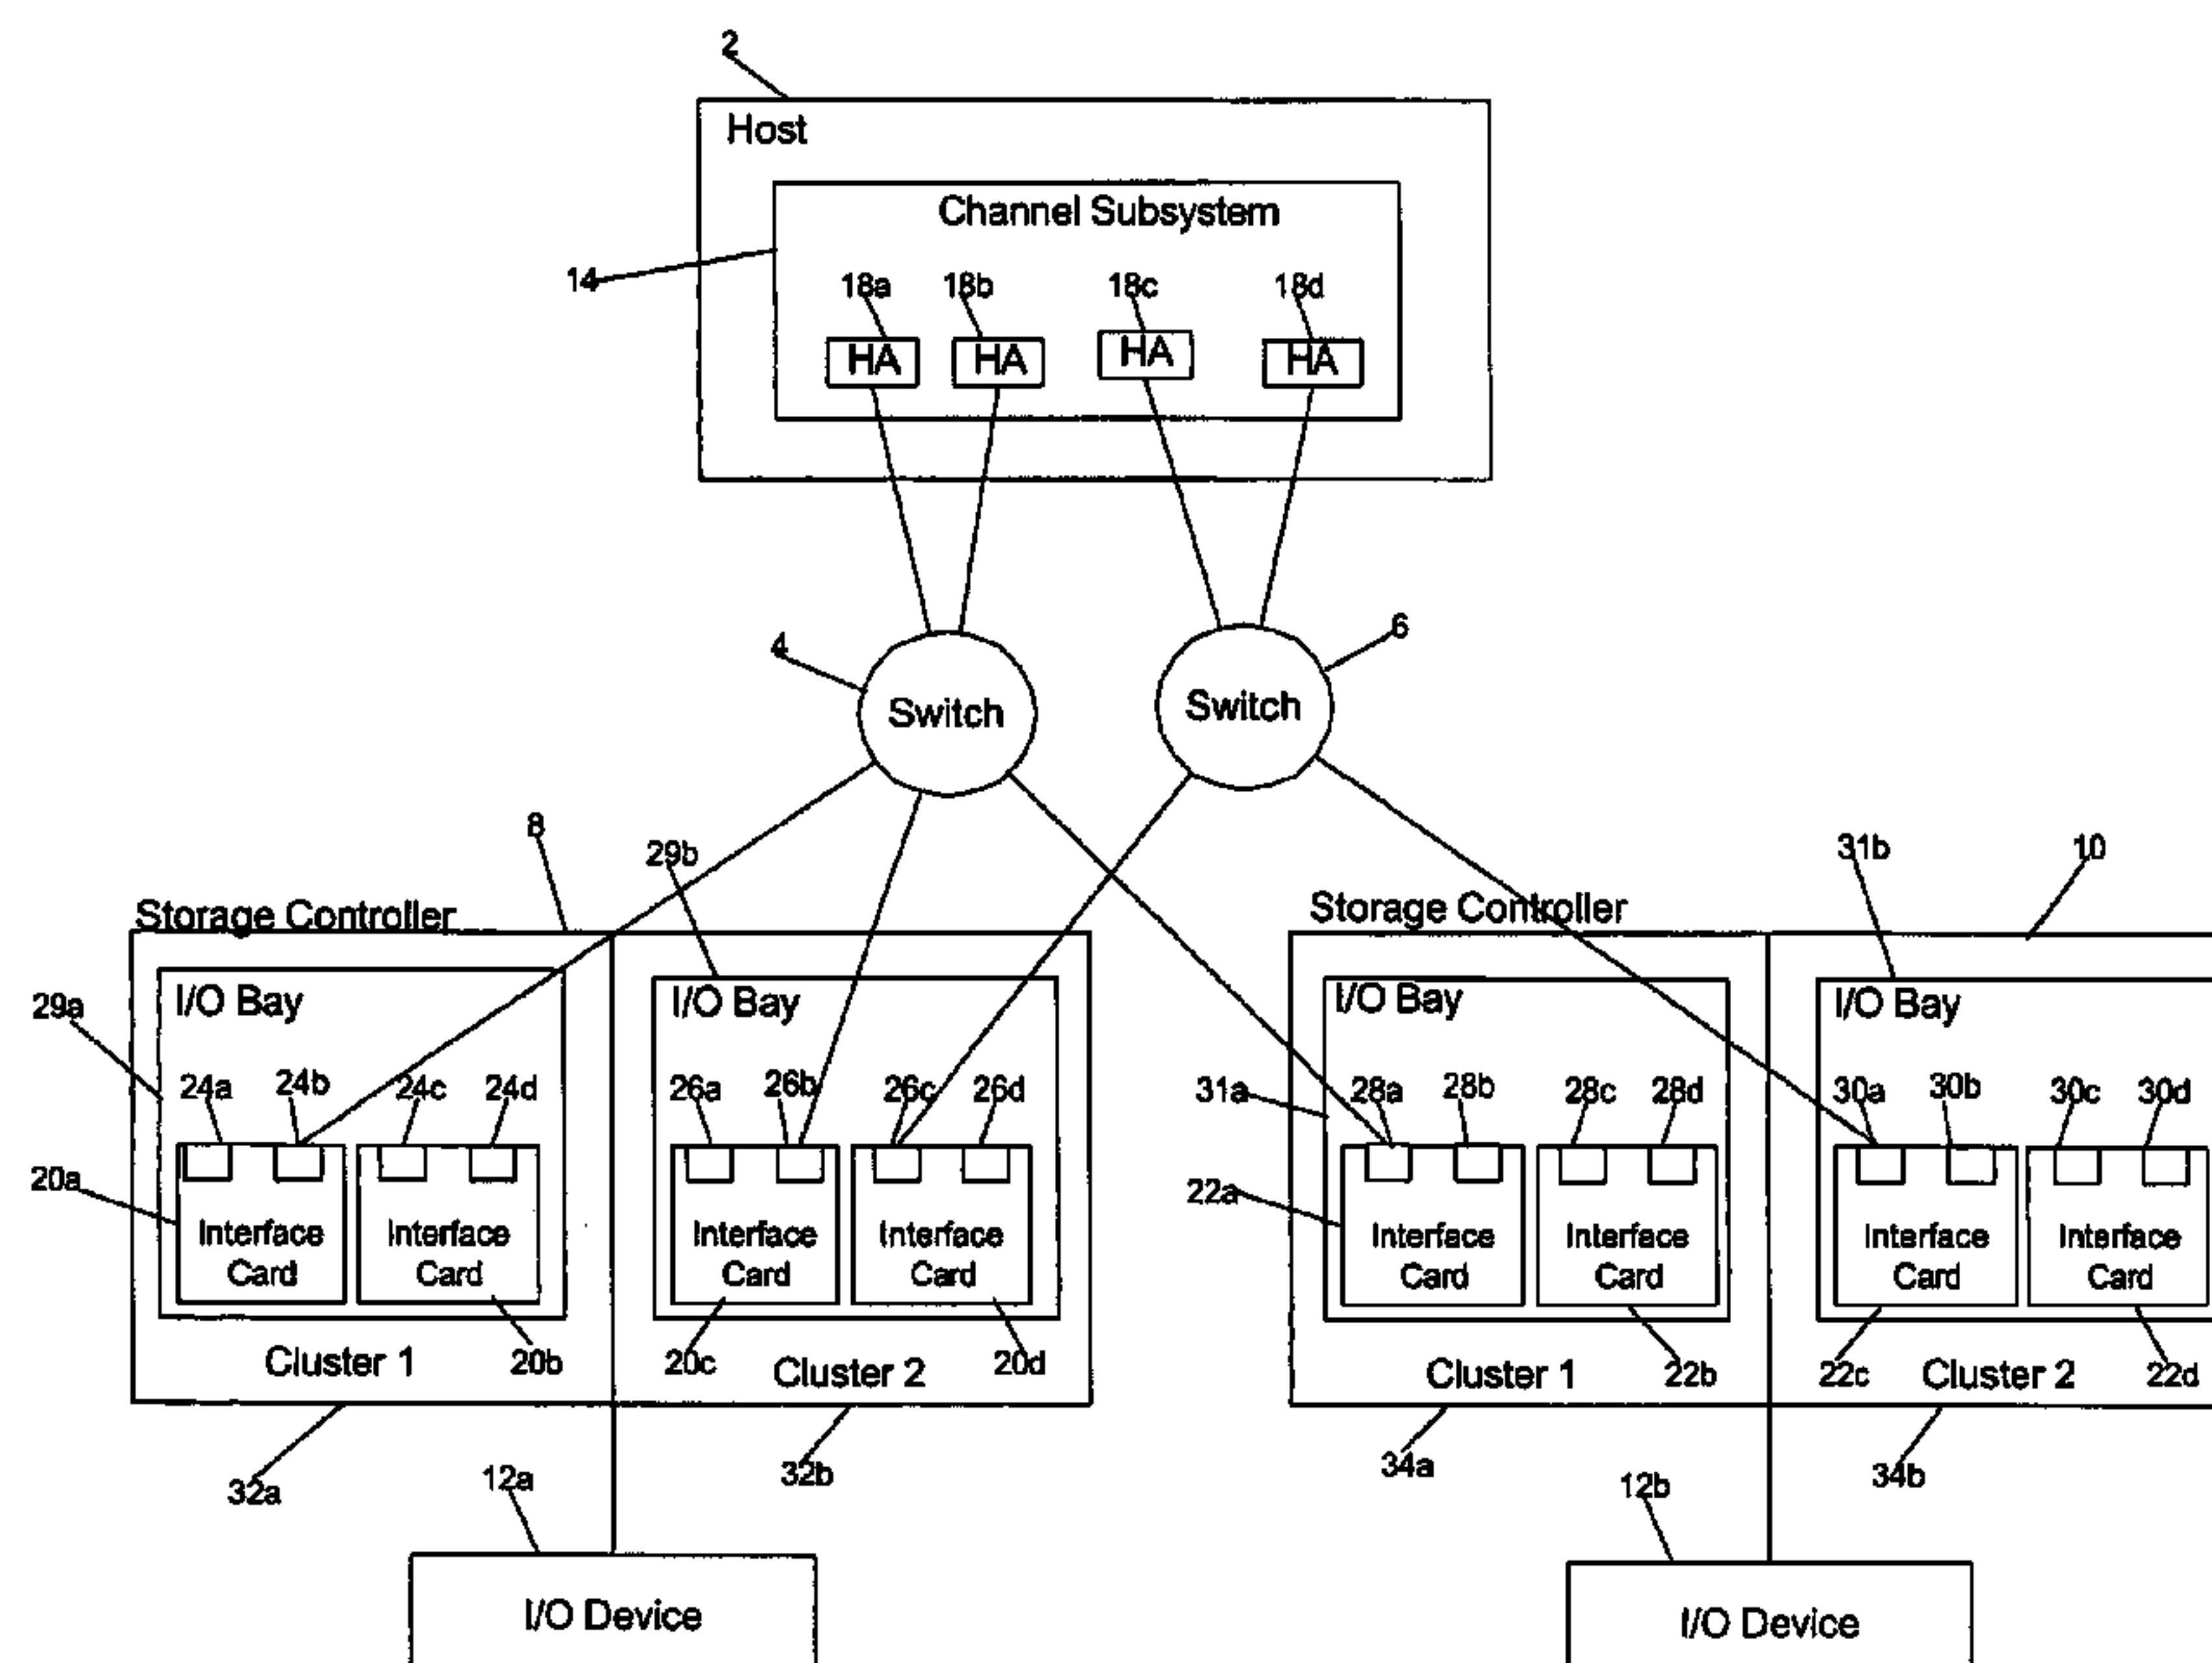 2
Host
Channel Subsystem
14
18a 18b 18c 18d
HA HA HA HA
4 6
Switch Switch
8 29b 31b 10
Storage Controller Storage Controller
I/O Bay I/O Bay I/O Bay I/O Bay
29a
24a 24b 24c 24d 26a 26b 26c 26d 31a 28a 28b 28c 28d 30a 30b 30c 30d
20a 22a
Interface Interface Interface Interface Interface Interface Interface Interface
Card Card Card Card Card Card Card Card
Cluster 1 20b 20c Cluster 2 20d Cluster 1 22b 22c Cluster 2 22d
32a 12a 32b 34a 12b 34b
I/O Device I/O Device